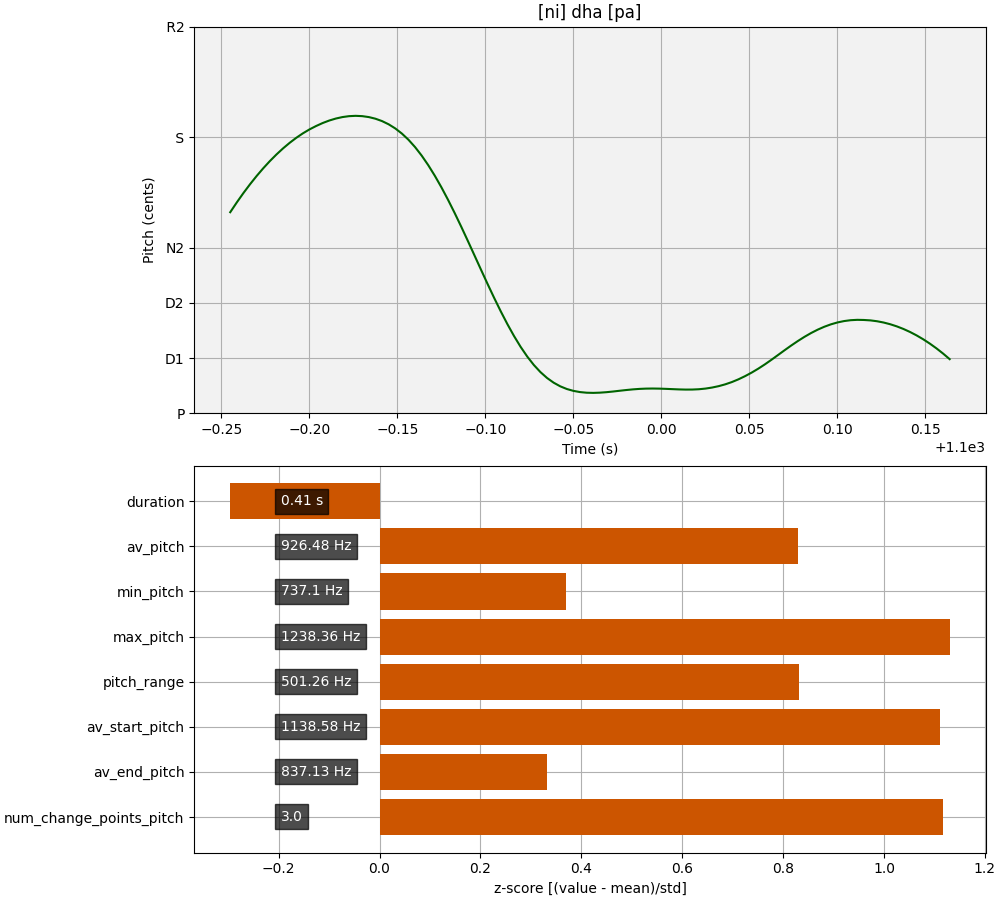 [ni] dha [pa]
R2
S
N2
D2
D1
P
Pitch (cents)
−0.25 −0.20 −0.15 −0.10 −0.05 0.00 0.05 0.10 0.15
+1.1e3
Time (s)
duration 0.41 s
av_pitch 926.48 Hz
min_pitch 737.1 Hz
max_pitch 1238.36 Hz
pitch_range 501.26 Hz
av_start_pitch 1138.58 Hz
av_end_pitch 837.13 Hz
num_change_points_pitch 3.0
−0.2 0.0 0.2 0.4 0.6 0.8 1.0 1.2
z-score [(value - mean)/std]